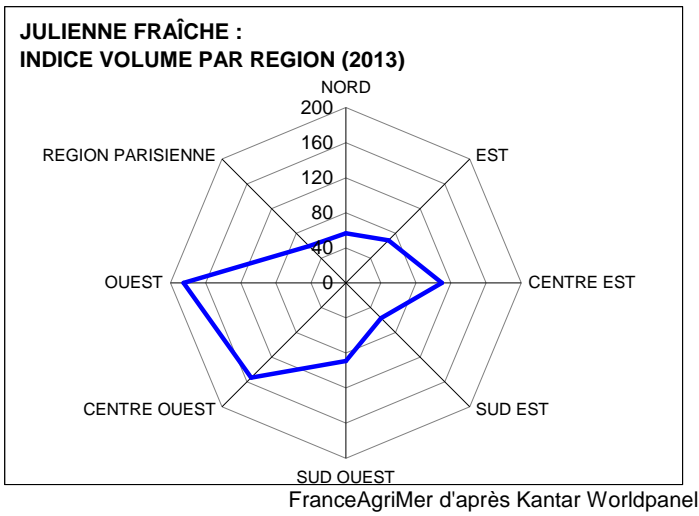 JULIENNE FRAÎCHE :
INDICE VOLUME PAR REGION (2013)
NORD
200
REGION PARISIENNE
160
EST
120
80
40
OUEST
0
CENTRE EST
CENTRE OUEST
SUD EST
SUD OUEST
FranceAgriMer d'après Kantar Worldpanel